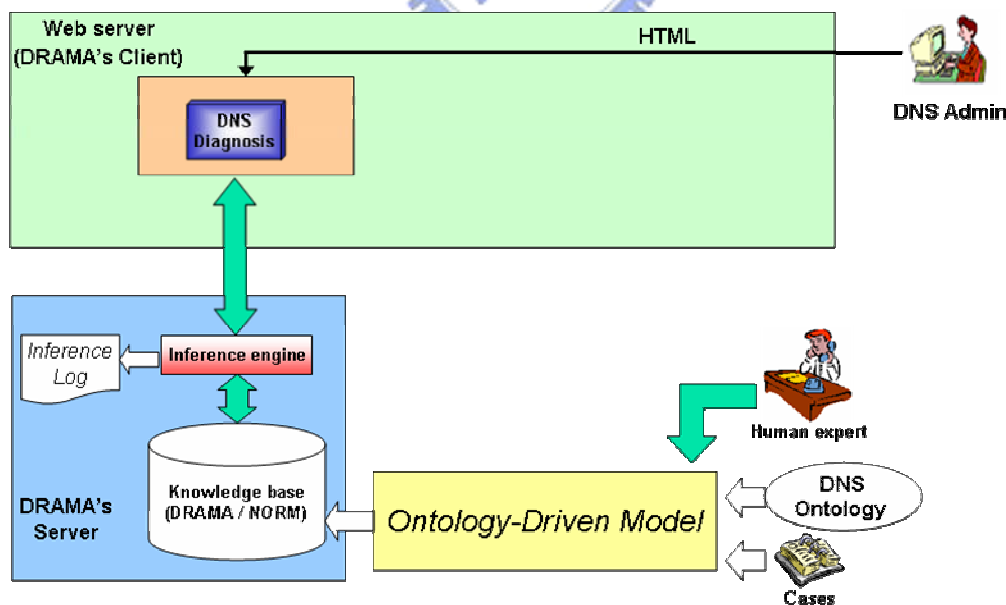 Web server
(DRAMA's Client)
HTML
DNS Admin
DNS
Diagnosis
Inference
Log
Inference engine
Human expert
Knowledge base
(DRAMA / NORM)
DRAMA's
Server
Ontology-Driven Model
DNS
Ontology
Cases